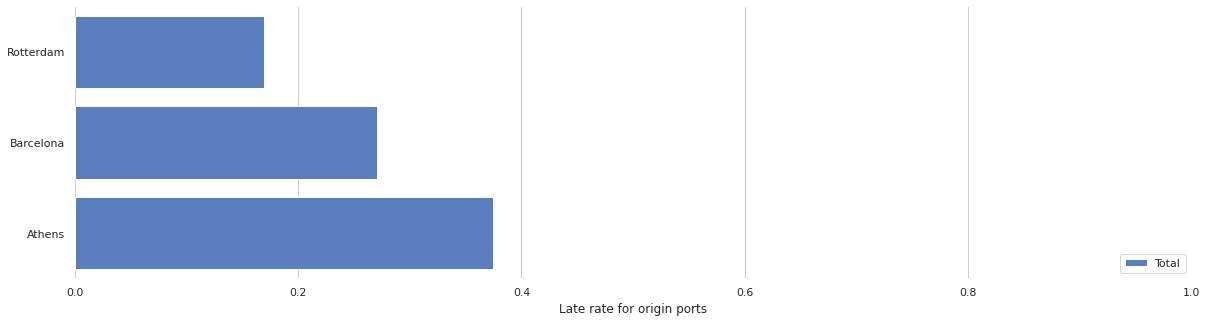 Rotterdam
Barcelona
Athens
Total
0.0 0.2 0.4 0.6 0.8 1.0
Late rate for origin ports